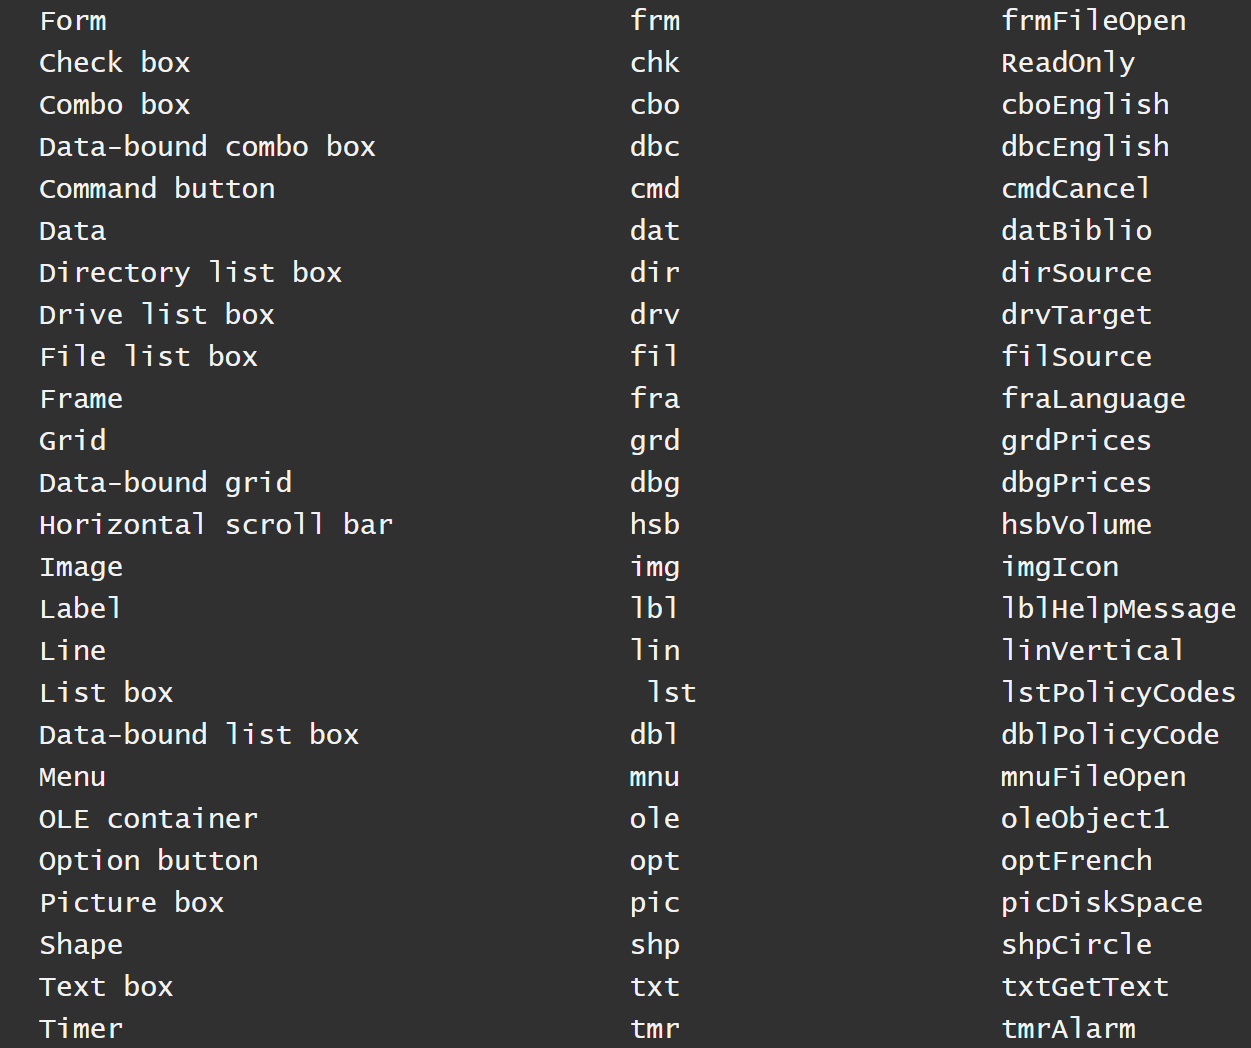 Form frm frmFileOpen
Check box chk ReadOnly
Combo box cbo cboEnglish
Data-bound combo box dbc dbcEnglish
Command button cmd cmdCancel
Data dat datBiblio
Directory list box dir dirSource
Drive list box drv drvTarget
File list box fil filSource
Frame fra fraLanguage
Grid grd grdPrices
Data-bound grid dbg dbgPrices
Horizontal scroll bar hsb hsbVolume
Image img imgIcon
Label lbl lblHelpMessage
Line lin linVertical
List box lst lstPolicyCodes
Data-bound list box dbl dblPolicyCode
Menu mnu mnuFileOpen
OLE container ole oleObject1
Option button opt optFrench
Picture box pic picDiskSpace
Shape shp shpCircle
Text box txt txtGetText
Timer tmr tmrAlarm